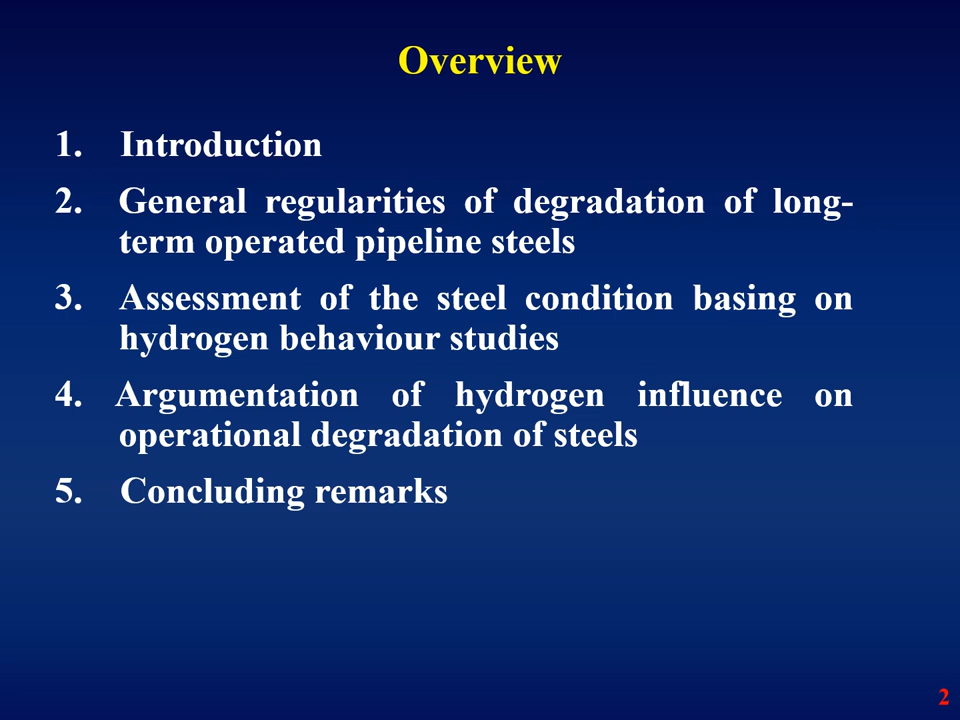 Overview
1. Introduction
2. General regularities of degradation of long-
term operated pipeline steels
3. Assessment of the steel condition basing on
hydrogen behaviour studies
4. Argumentation of hydrogen influence on
operational degradation of steels
5. Concluding remarks
2